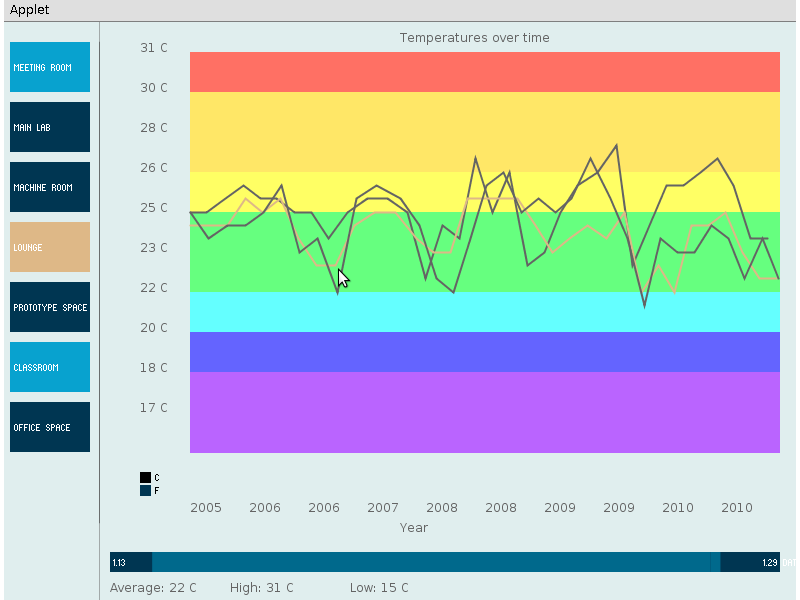 Applet
Temperatures over time
MEETING ROOM
MAIN LAB
MACHINE ROOM
LOUNGE
PROTOTYPE SPACE
CLASSROOM
OFFICE SPACE
31 C
30 C
28 C
26 C
25 C
23 C
22 C
20 C
18 C
17 C
C
F
2005 2006 2006 2007 2008 2008 2009 2009 2010 2010
Year
1.13 1.29
Average: 22 C High: 31 C Low: 15 C